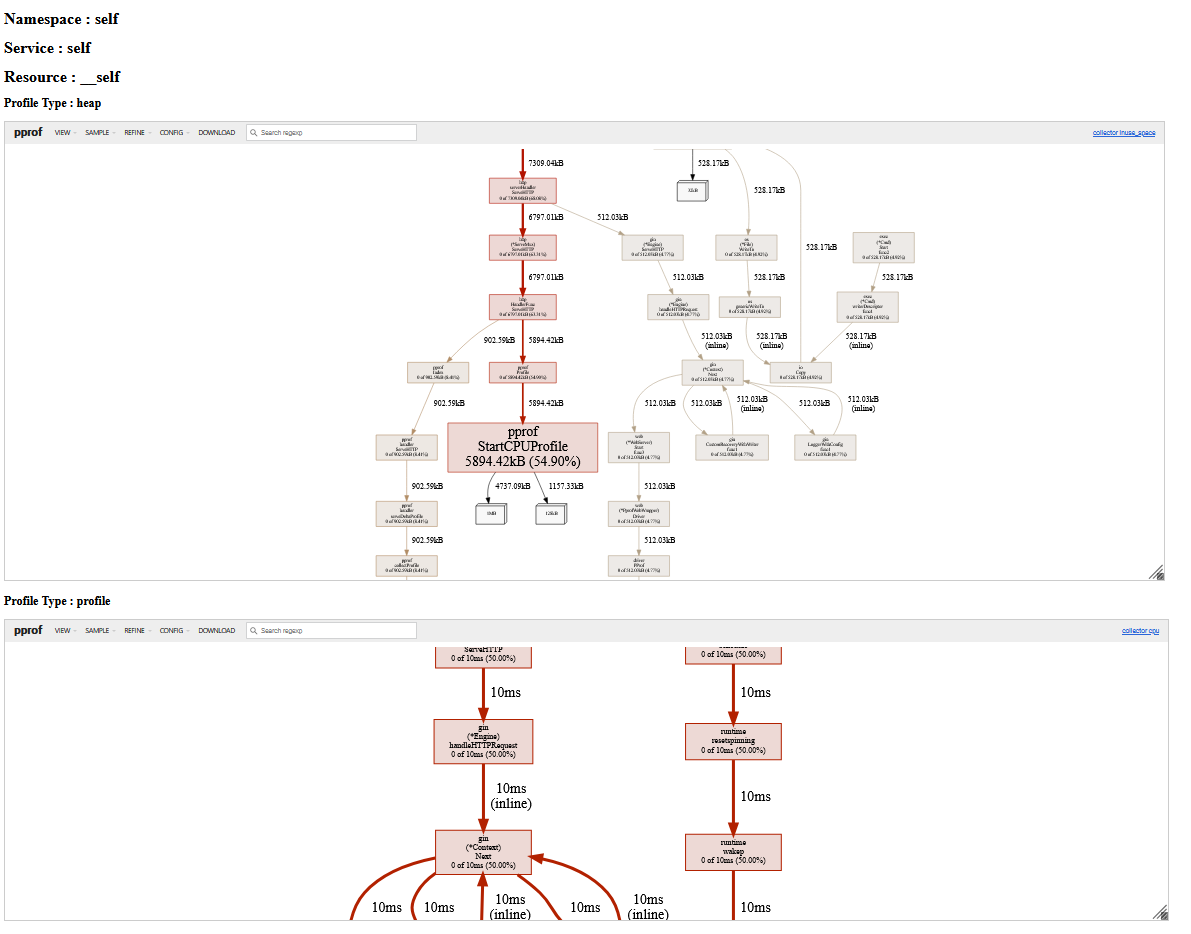 Namespace : self
Service : self
Resource : __self
Profile Type : heap
pprof VIEW SAMPLE REFINE CONFIG DOWNLOAD Search regexp collector inuse_space
7309.04kB
528.17kB
http
serverHandler
ServeHTTP
0 of 7309.04kB (68.08%)
32kB
528.17kB
6797.01kB
512.03kB
http
(*ServeMux)
ServeHTTP
0 of 6797.01kB (63.31%)
gin
(*Engine)
ServeHTTP
0 of 512.03kB (4.77%)
os
(*File)
WriteTo
0 of 528.17kB (4.92%)
528.17kB
exec
(*Cmd)
Start
func2
0 of 528.17kB (4.92%)
6797.01kB
512.03kB
528.17kB
528.17kB
http
HandlerFunc
ServeHTTP
0 of 6797.01kB (63.31%)
gin
(*Engine)
handleHTTPRequest
0 of 512.03kB (4.77%)
os
genericWriteTo
0 of 528.17kB (4.92%)
exec
(*Cmd)
writerDescriptor
func1
0 of 528.17kB (4.92%)
902.59kB
5894.42kB
512.03kB
(inline)
528.17kB
(inline)
528.17kB
(inline)
pprof
Index
0 of 902.59kB (8.41%)
pprof
Profile
0 of 5894.42kB (54.90%)
gin
(*Context)
Next
0 of 512.03kB (4.77%)
io
Copy
0 of 528.17kB (4.92%)
902.59kB
5894.42kB
512.03kB
512.03kB
512.03kB
(inline)
512.03kB
512.03kB
(inline)
pprof
handler
ServeHTTP
0 of 902.59kB (8.41%)
pprof
StartCPUProfile
5894.42kB (54.90%)
web
(*WebServer)
Start
func2
0 of 512.03kB (4.77%)
gin
CustomRecoveryWithWriter
func1
0 of 512.03kB (4.77%)
gin
LoggerWithConfig
func1
0 of 512.03kB (4.77%)
902.59kB
4737.09kB
1157.33kB
512.03kB
pprof
handler
serveDeltaProfile
0 of 902.59kB (8.41%)
1MB
128kB
web
(*PprofWebWrapper)
Driver
0 of 512.03kB (4.77%)
902.59kB
512.03kB
pprof
collectProfile
0 of 902.59kB (8.41%)
driver
PProf
0 of 512.03kB (4.77%)
Profile Type : profile
pprof VIEW SAMPLE REFINE CONFIG DOWNLOAD Search regexp collector cpu
ServeHTTP
0 of 10ms (50.00%)
0 of 10ms (50.00%)
10ms
10ms
gin
(*Engine)
handleHTTPRequest
0 of 10ms (50.00%)
runtime
resetspinning
0 of 10ms (50.00%)
10ms
(inline)
10ms
gin
(*Context)
Next
0 of 10ms (50.00%)
runtime
wakep
0 of 10ms (50.00%)
10ms
10ms
10ms
(inline)
10ms
10ms
(inline)
10ms